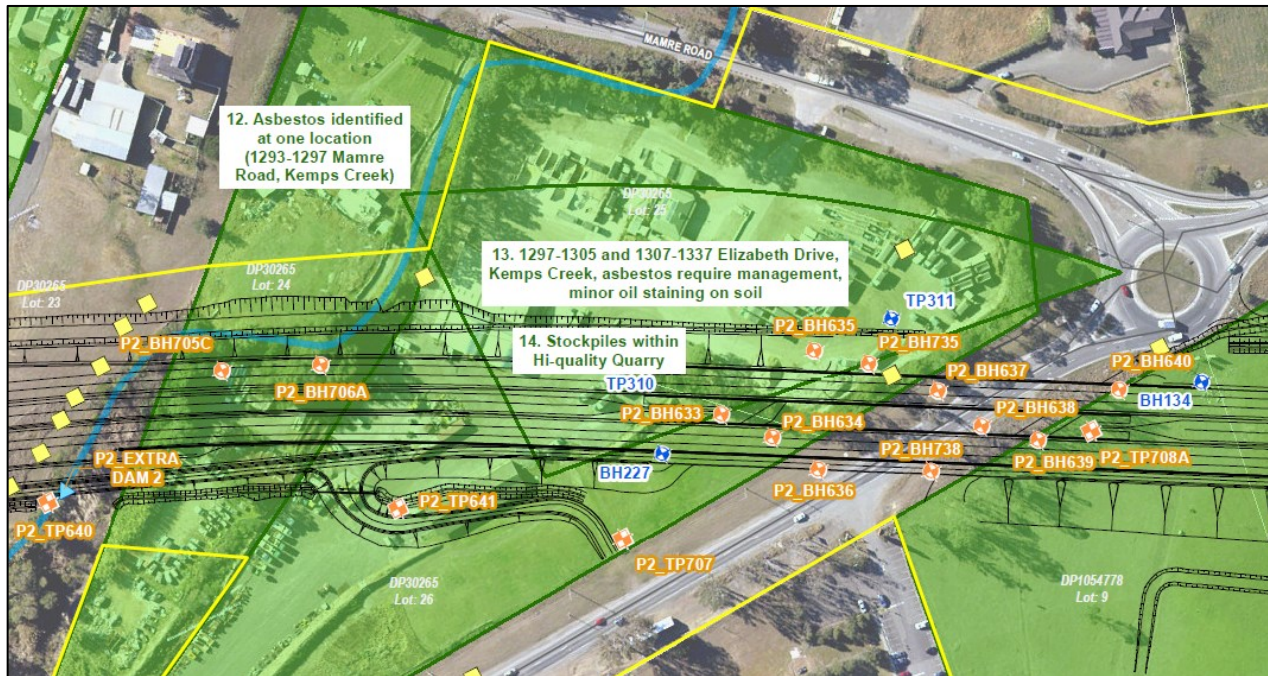 MAMRE ROAD
12. Asbestos identified
at one location
(1293-1297 Mamre
Road, Kemps Creek)
DP30265
Lot: 25
13. 1297-1305 and 1307-1337 Elizabeth Drive,
Kemps Creek, asbestos require management,
minor oil staining on soil
DP30265
Lot: 24
DP30265
Lot: 23
TP311
14. Stockpiles within
Hi-quality Quarry
P2_BH635
P2_BH735
P2_BH705C
P2_BH640
P2_BH637
TP310
P2_BH706A
BH134
P2_BH633
P2_BH638
P2_BH634
P2_BH738
P2_BH639
P2_TP708A
P2_EXTRA
DAM 2
BH227
P2_BH636
P2_TP641
P2_TP640
P2_TP707
DP30265
Lot: 26
DP1054778
Lot: 9